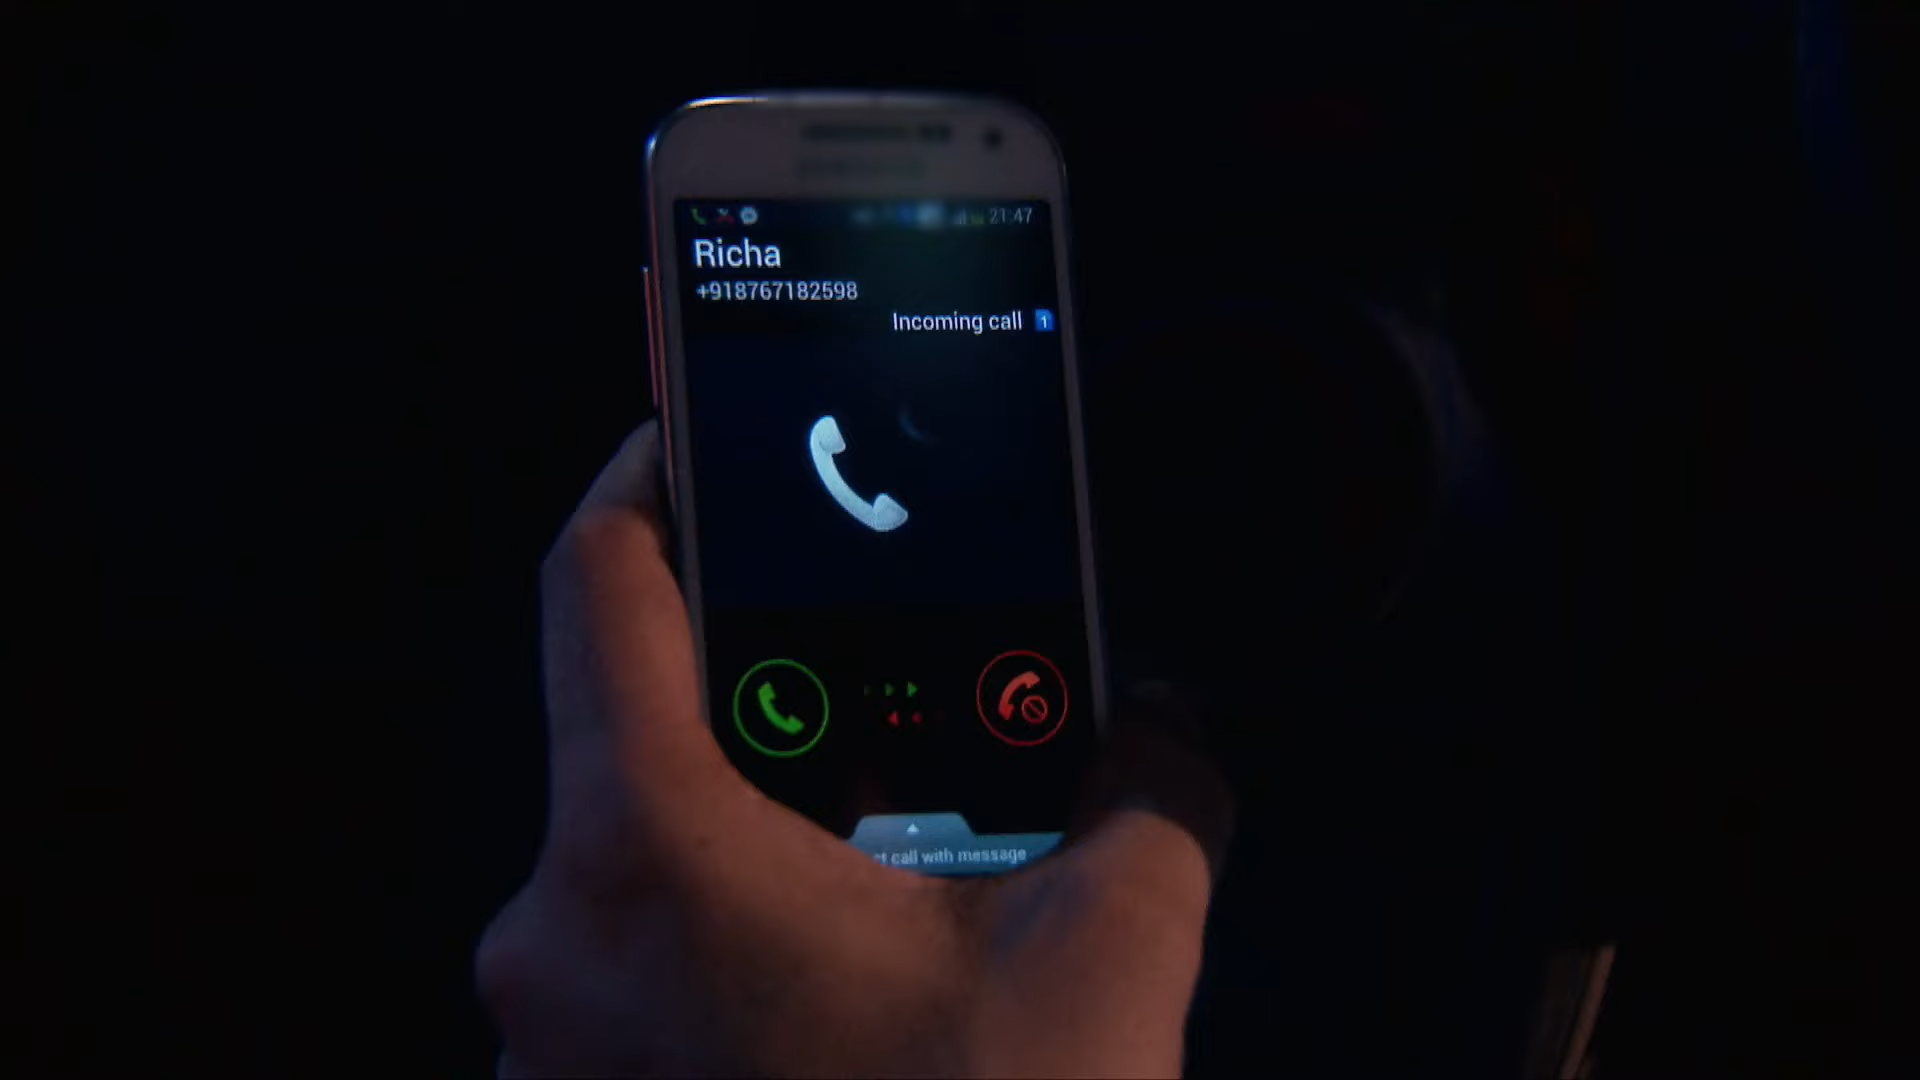 21:47
Richa
+918767182598
Incoming call 1
call with message